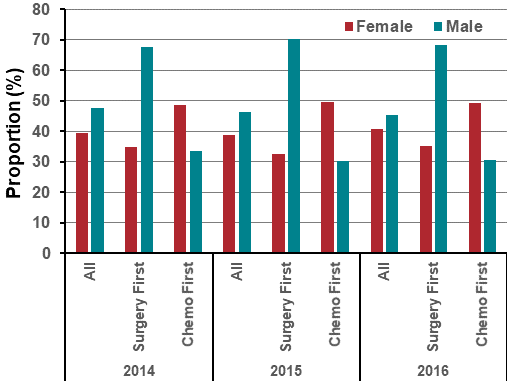 Female Male
Proportion (%)
80
70
60
50
40
30
20
10
0
All Surgery First Chemo First All Surgery First Chemo First All Surgery First Chemo First
2014 2015 2016